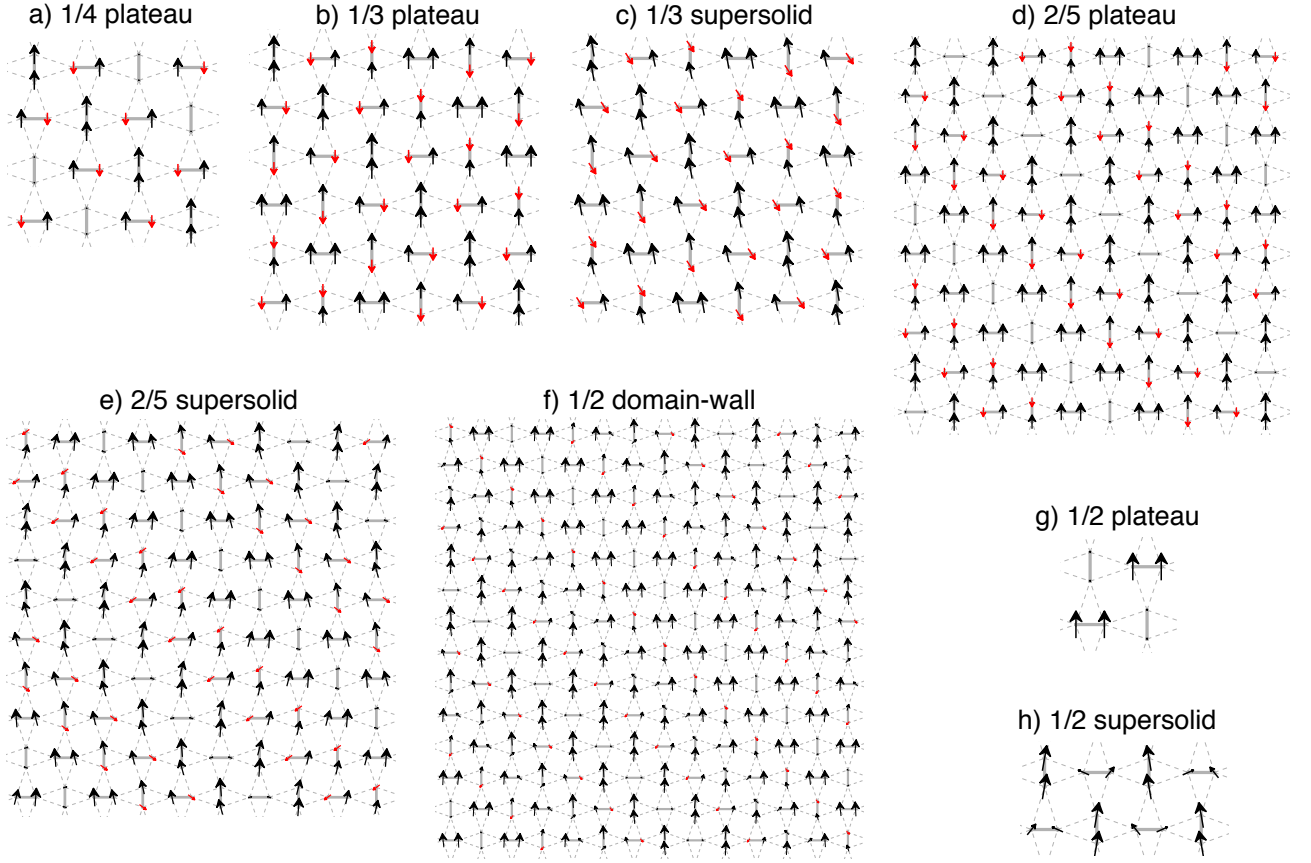 a) 1/4 plateau
b) 1/3 plateau
c) 1/3 supersolid
d) 2/5 plateau
e) 2/5 supersolid
f) 1/2 domain-wall
g) 1/2 plateau
h) 1/2 supersolid